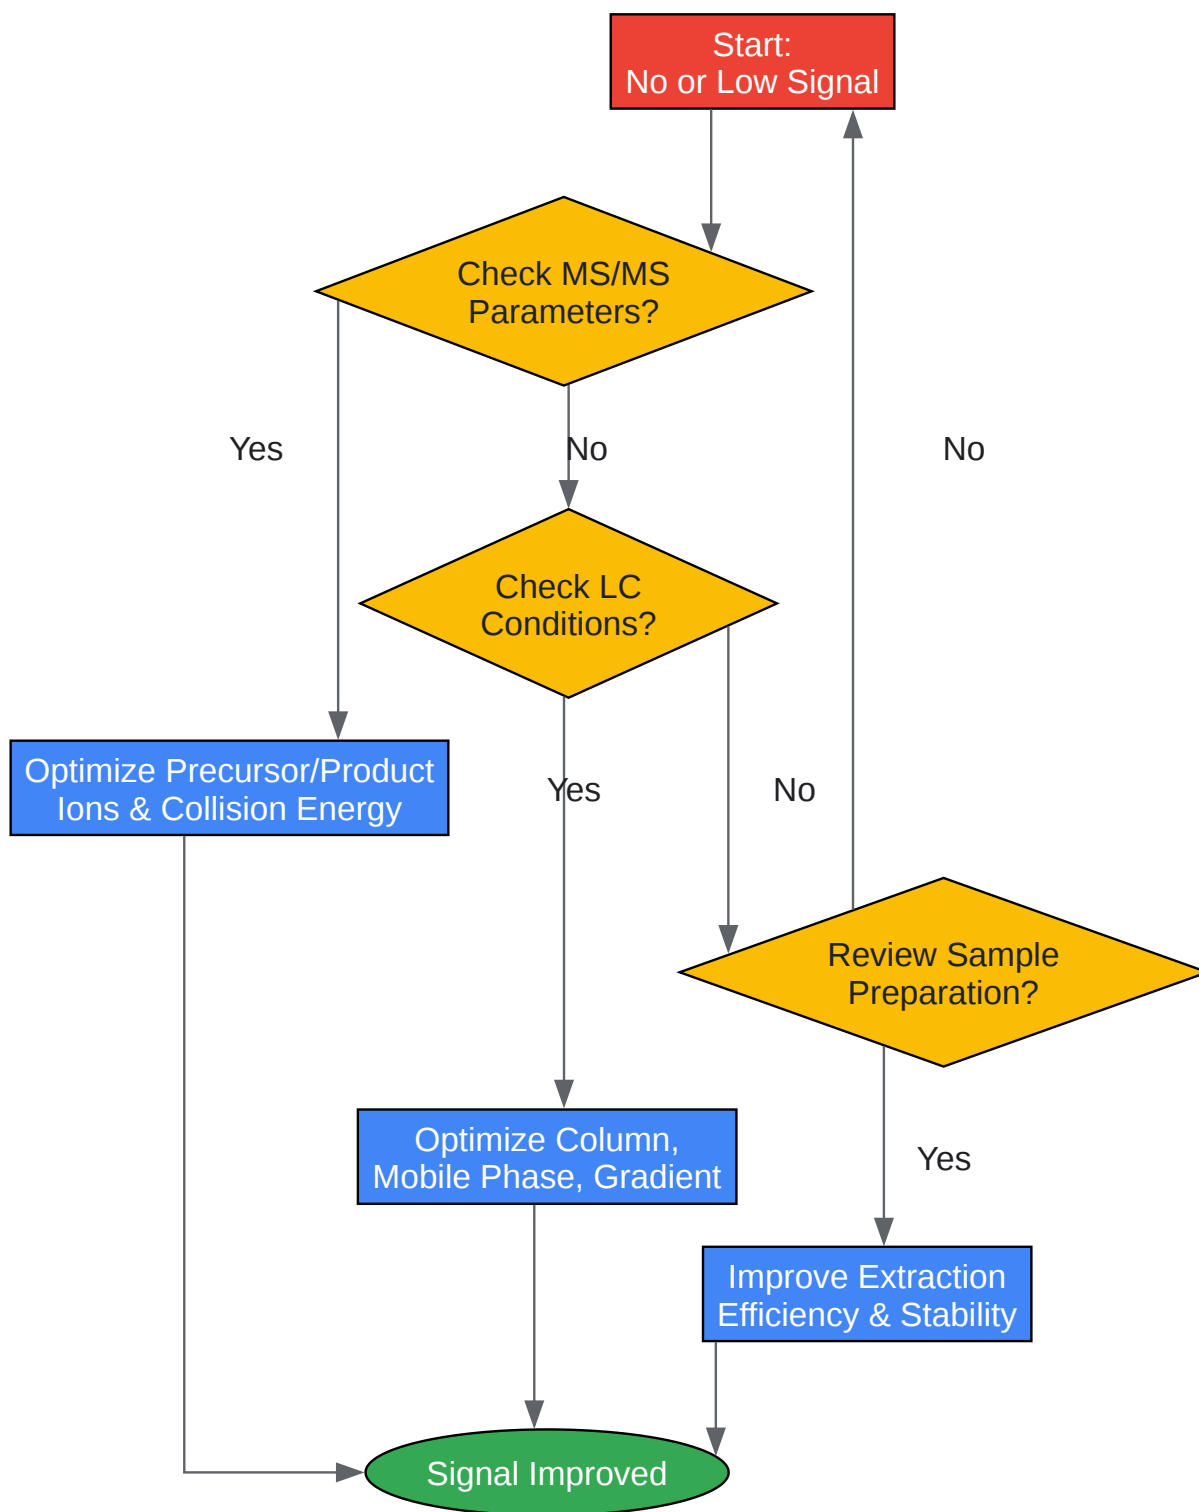 Start:
No or Low Signal
Check MS/MS
Parameters?
Yes
No
No
Check LC
Conditions?
Optimize Precursor/Product
Ions & Collision Energy
Yes
No
Review Sample
Preparation?
Optimize Column,
Mobile Phase, Gradient
Yes
Improve Extraction
Efficiency & Stability
Signal Improved